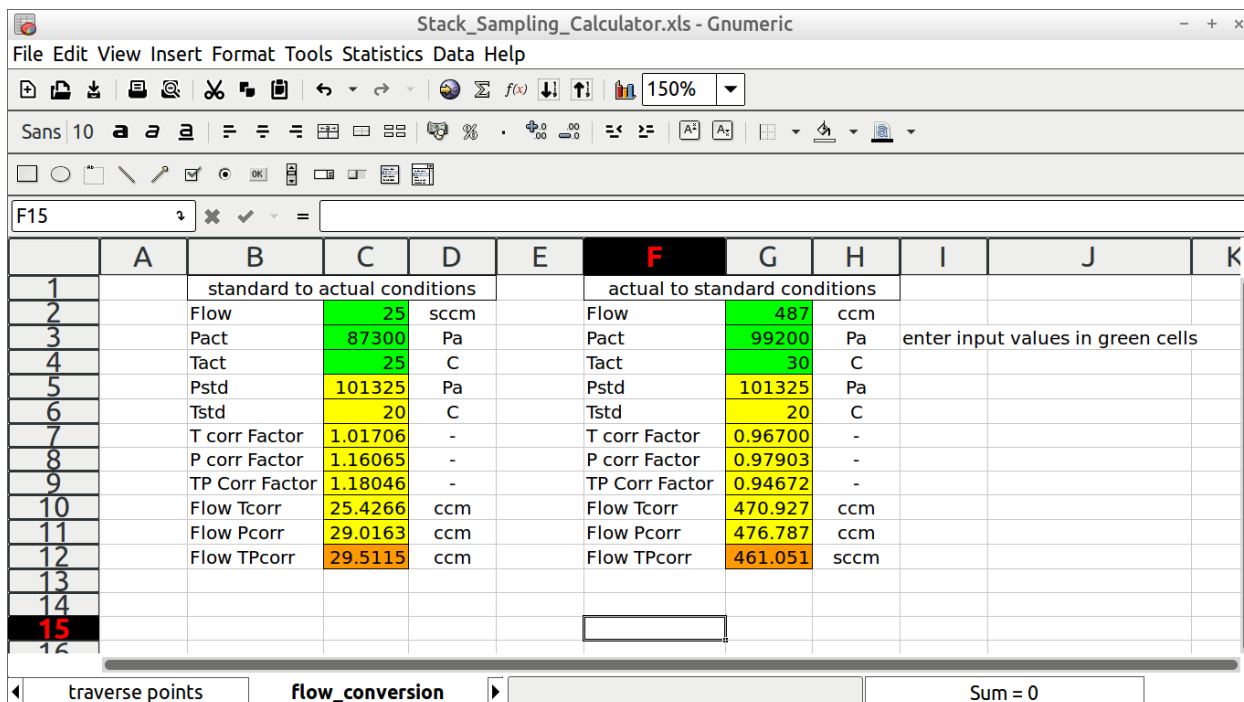 Stack_Sampling_Calculator.xls - Gnumeric
File Edit View Insert Format Tools Statistics Data Help
f(x) 150%
Sans 10 a a a % A² A₂
ab OK
F15 =
A B C D E F G H I J K
1 standard to actual conditions actual to standard conditions
2 Flow 25 sccm Flow 487 ccm
3 Pact 87300 Pa Pact 99200 Pa enter input values in green cells
4 Tact 25 C Tact 30 C
5 Pstd 101325 Pa Pstd 101325 Pa
6 Tstd 20 C Tstd 20 C
7 T corr Factor 1.01706 - T corr Factor 0.96700 -
8 P corr Factor 1.16065 - P corr Factor 0.97903 -
9 TP Corr Factor 1.18046 - TP Corr Factor 0.94672 -
10 Flow Tcorr 25.4266 ccm Flow Tcorr 470.927 ccm
11 Flow Pcorr 29.0163 ccm Flow Pcorr 476.787 ccm
12 Flow TPcorr 29.5115 ccm Flow TPcorr 461.051 sccm
13
14
15
16
traverse points flow_conversion Sum = 0